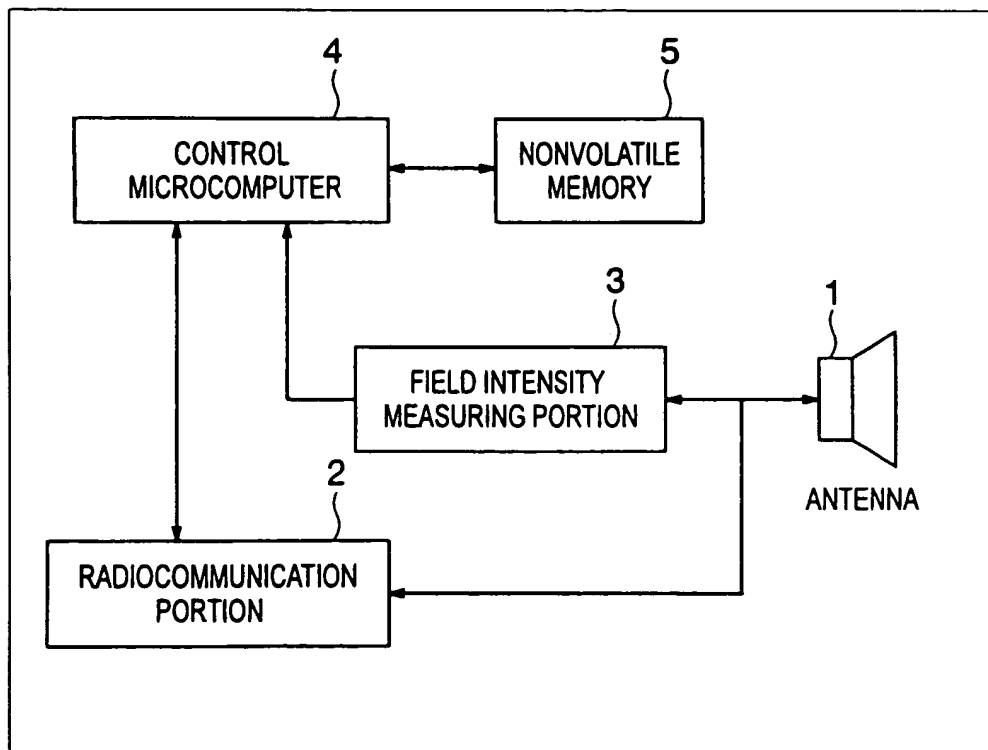 4
5
CONTROL
MICROCOMPUTER
NONVOLATILE
MEMORY
3
1
FIELD INTENSITY
MEASURING PORTION
ANTENNA
2
RADIOCOMMUNICATION
PORTION